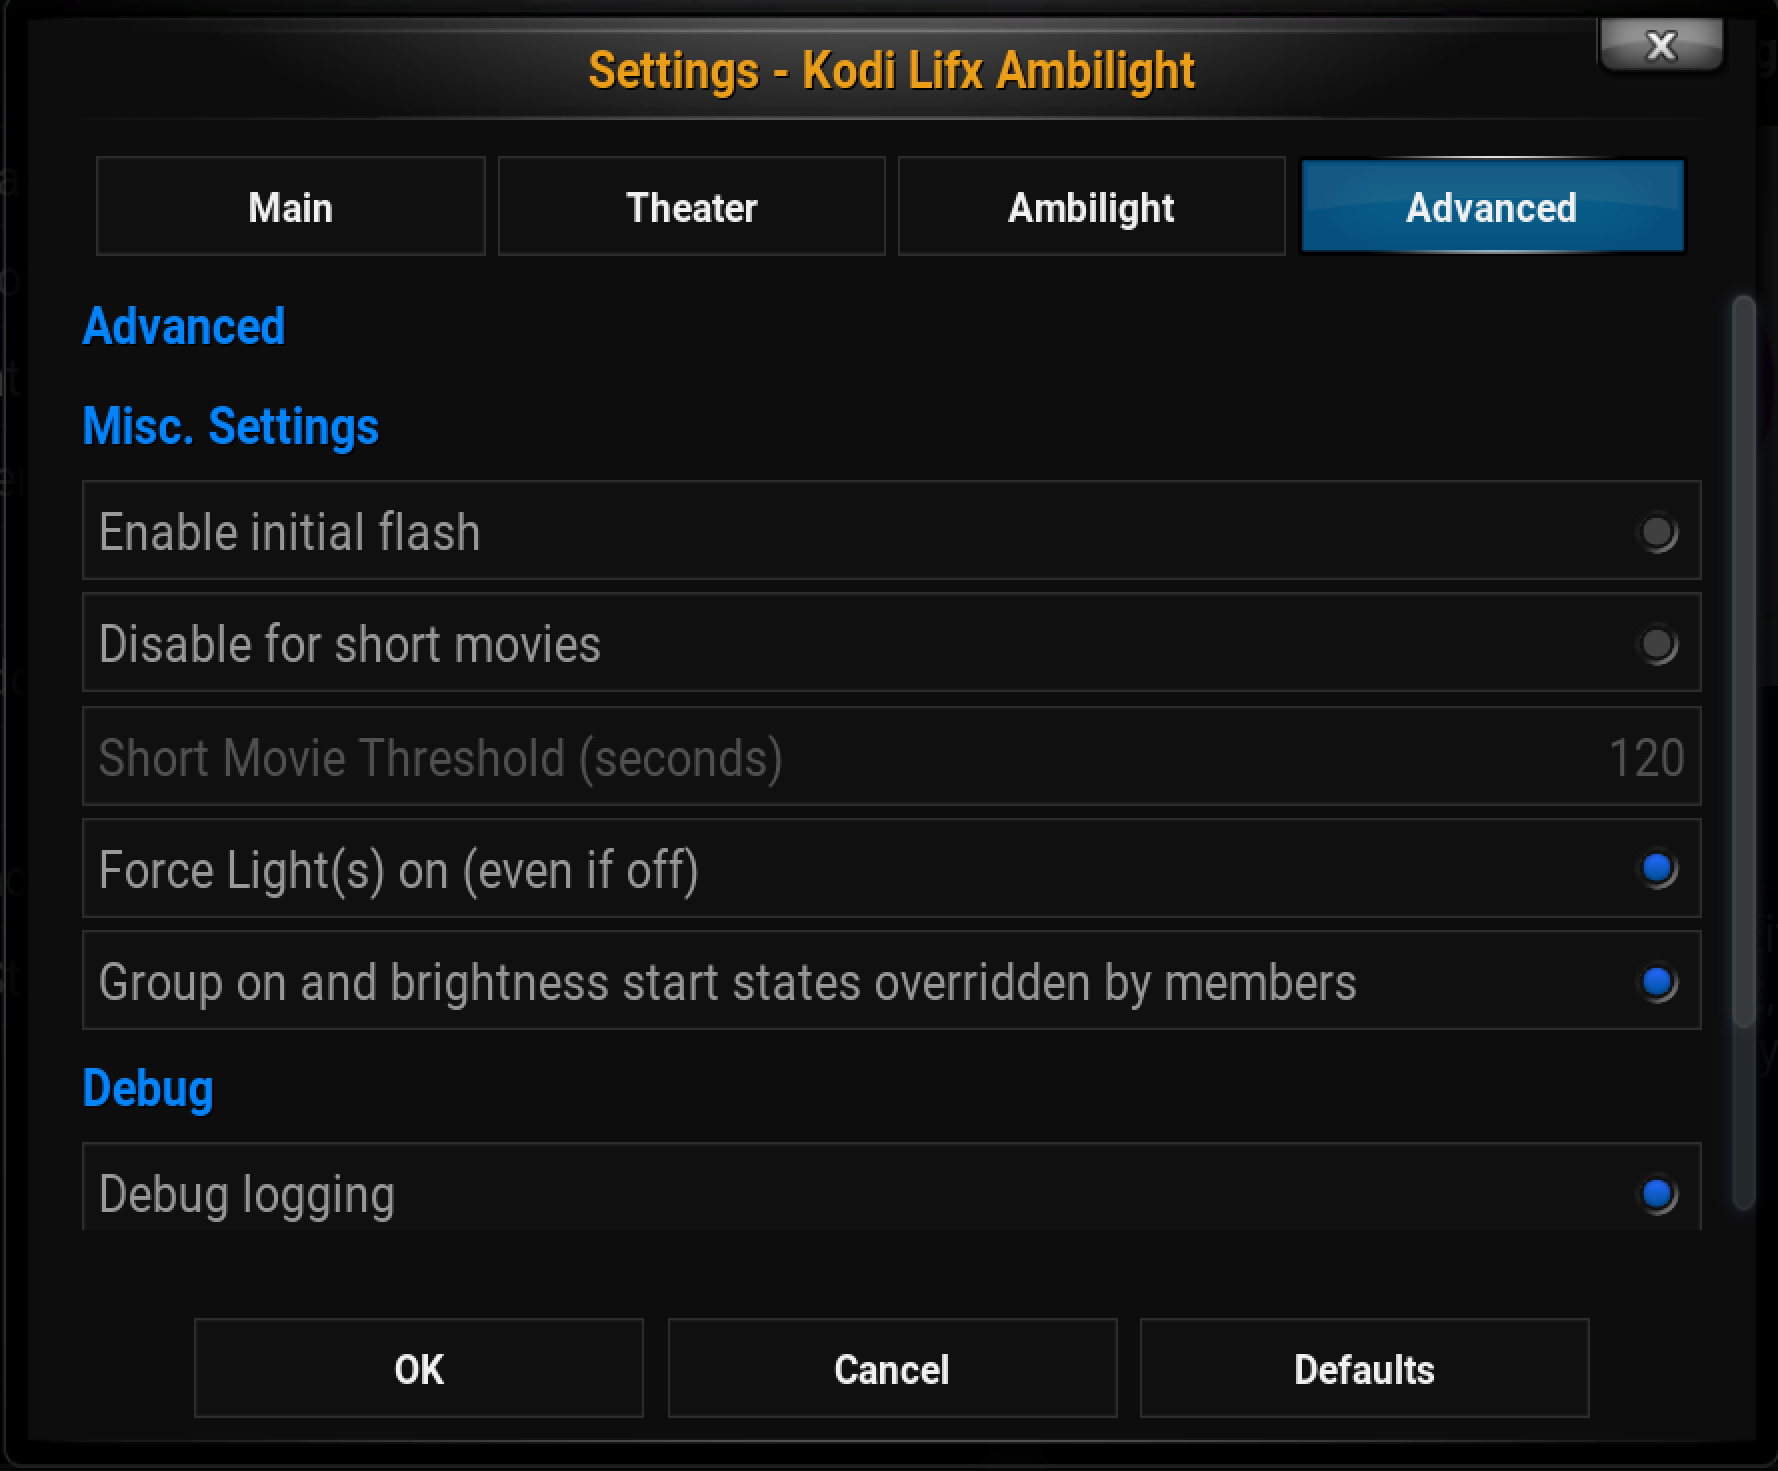 Settings - Kodi Lifx Ambilight
X
Main
Theater
Ambilight
Advanced
Advanced
Misc. Settings
Enable initial flash
Disable for short movies
Short Movie Threshold (seconds) 120
Force Light(s) on (even if off)
Group on and brightness start states overridden by members
Debug
Debug logging
OK
Cancel
Defaults